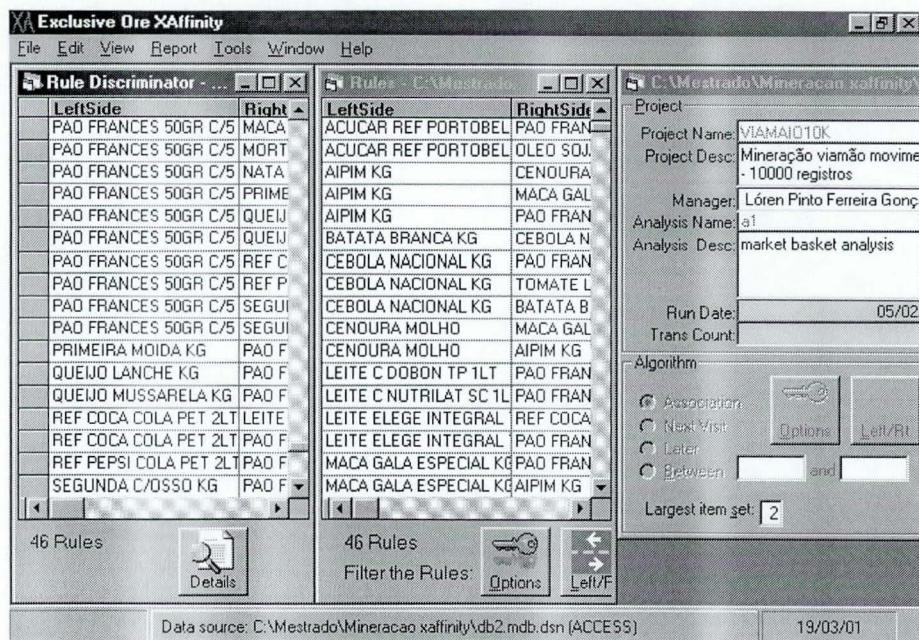 XA Exclusive Ore XAffinity
File Edit View Report Tools Window Help
Rule Discriminator - ...
LeftSide Right
PAO FRANCES 50GR C/5 MACA
PAO FRANCES 50GR C/5 MORT
PAO FRANCES 50GR C/5 NATA
PAO FRANCES 50GR C/5 PRIME
PAO FRANCES 50GR C/5 QUEIJ
PAO FRANCES 50GR C/5 QUEIJ
PAO FRANCES 50GR C/5 REF C
PAO FRANCES 50GR C/5 REF P
PAO FRANCES 50GR C/5 SEGUI
PAO FRANCES 50GR C/5 SEGUI
PRIMEIRA MOIDA KG PAO F
QUEIJO LANCHE KG PAO F
QUEIJO MUSSARELA KG PAO F
REF COCA COLA PET 2LT LEITE
REF COCA COLA PET 2LT PAO F
REF PEPSI COLA PET 2LT PAO F
SEGUNDA C/OSSO KG PAO F
46 Rules
Details
Rules - C:\Mestrado
LeftSide RightSide
ACUCAR REF PORTOBEL PAO FRAN
ACUCAR REF PORTOBEL OLEO SOJ
AIPIM KG CENOURA
AIPIM KG MACA GAL
AIPIM KG PAO FRAN
BATATA BRANCA KG CEBOLA N
CEBOLA NACIONAL KG PAO FRAN
CEBOLA NACIONAL KG TOMATE L
CEBOLA NACIONAL KG BATATA B
CENOURA MOLHO MACA GAL
CENOURA MOLHO AIPIM KG
LEITE C DOBON TP 1LT PAO FRAN
LEITE C NUTRILAT SC 1L PAO FRAN
LEITE ELEGE INTEGRAL REF COCA
LEITE ELEGE INTEGRAL PAO FRAN
MACA GALA ESPECIAL KG PAO FRAN
MACA GALA ESPECIAL KG AIPIM KG
46 Rules
Filter the Rules: Options Left/F
C:\Mestrado\Mineracao xaffinity\
Project
Project Name: VIAMAO10K
Project Desc: Mineração viamão movime
- 10000 registros
Manager: Lóren Pinto Ferreira Gonç
Analysis Name: a1
Analysis Desc: market basket analysis
Run Date: 05/02
Trans Count:
Algorithm
Association
Next Visit
Later
Between and
Options Left/Rt
Largest item set: 2
Data source: C:\Mestrado\Mineracao xaffinity\db2.mdb.dsn (ACCESS) 19/03/01